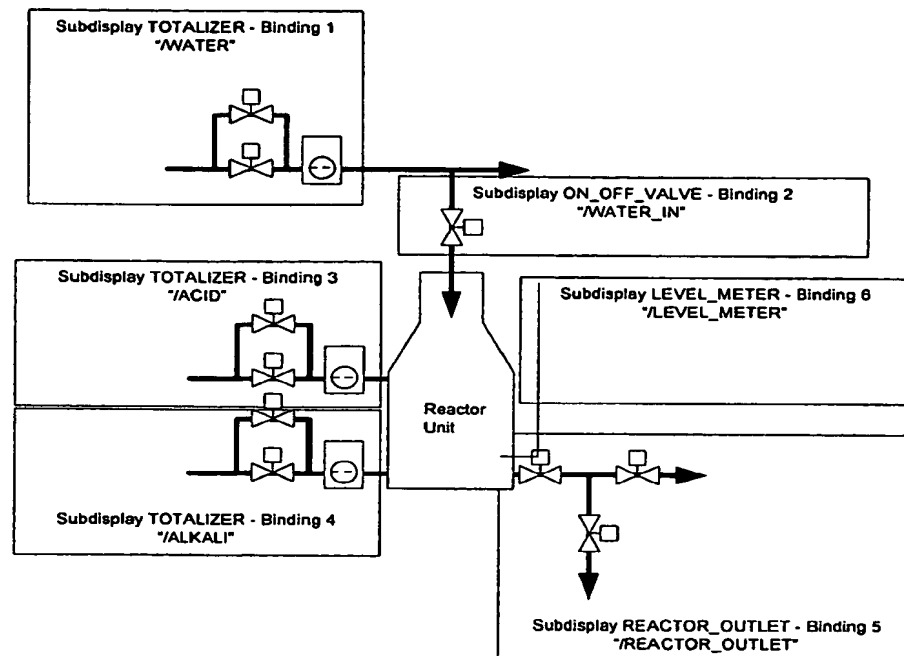 Subdisplay TOTALIZER - Binding 1
"/WATER"
Subdisplay ON_OFF_VALVE - Binding 2
"/WATER_IN"
Subdisplay TOTALIZER - Binding 3
"/ACID"
Subdisplay LEVEL_METER - Binding 6
"/LEVEL_METER"
Reactor
Unit
Subdisplay TOTALIZER - Binding 4
"/ALKALI"
Subdisplay REACTOR_OUTLET - Binding 5
"/REACTOR_OUTLET"